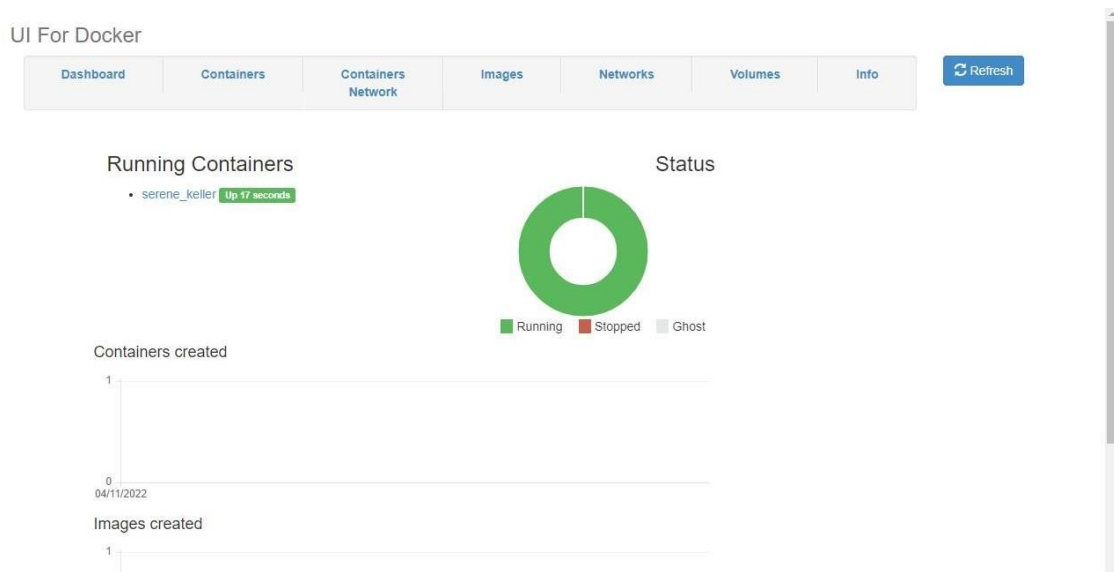 UI For Docker
Dashboard
Containers
Containers
Network
Images
Networks
Volumes
Info
Refresh
Running Containers
serene_keller Up 17 seconds
Status
Running Stopped Ghost
Containers created
1
0
04/11/2022
Images created
1